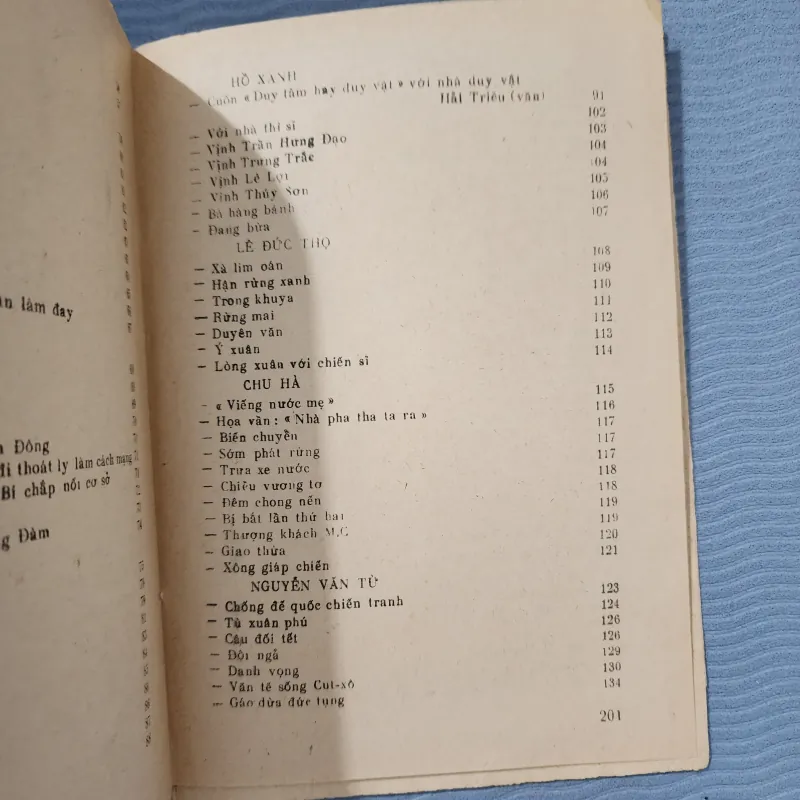 ân làm đay
Đông
thoát ly làm cách mạng
Bí chắp nối cơ sở
Đàm
HỒ XANH
— Cuốn « Duy tâm hay duy vật » với nhà duy vật
Hải Triều (văn) 91
— Với nhà thi sĩ 102
— Vịnh Trần Hưng Đạo 103
— Vịnh Trưng Trắc 104
— Vịnh Lê Lợi 104
— Vịnh Thủy Sơn 105
— Bà hàng bánh 106
— Đang bừa 107
LÊ ĐỨC THỌ
— Xà lim oán 108
— Hận rừng xanh 109
— Trong khuya 110
— Rừng mai 111
— Duyên văn 112
— Ý xuân 113
— Lòng xuân với chiến sĩ 114
CHU HÀ
- « Viếng nước mẹ » 115
— Họa vần : « Nhà pha tha ta ra » 116
— Biến chuyển 117
— Sớm phát rừng 117
— Trưa xe nước 117
— Chiều vương tơ 118
— Đêm chong nến 118
— Bị bắt lần thứ hai 119
— Thượng khách M,C 119
— Giao thừa 120
— Xông giáp chiến 121
NGUYỄN VĂN TỪ
— Chống đế quốc chiến tranh 123
— Tù xuân phú 124
— Câu đối tết 126
— Đội ngả 126
— Danh vọng 129
— Văn tế sống Cut-xô 130
— Gáo dừa đức tụng 134
201